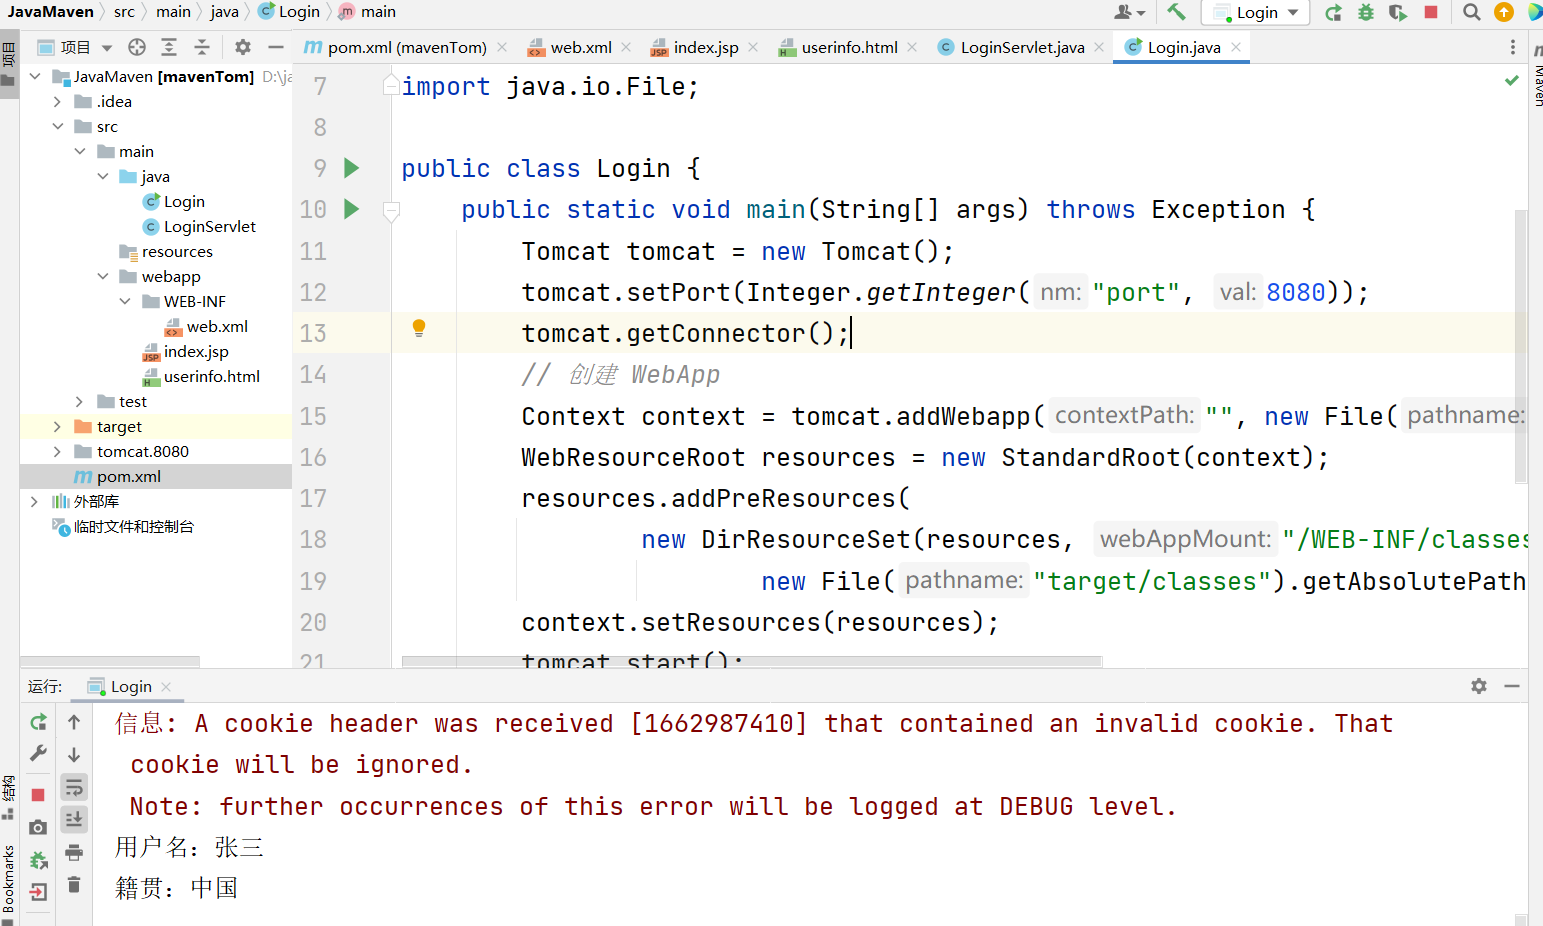 JavaMaven src main java Login main
Login
项目
pom.xml (mavenTom) web.xml index.jsp userinfo.html LoginServlet.java Login.java
项目
Maven
JavaMaven [mavenTom] D:\ja
.idea
src
main
java
Login
LoginServlet
resources
webapp
WEB-INF
web.xml
index.jsp
userinfo.html
test
target
tomcat.8080
pom.xml
外部库
临时文件和控制台
7 import java.io.File;
8
9 public class Login {
10 public static void main(String[] args) throws Exception {
11 Tomcat tomcat = new Tomcat();
12 tomcat.setPort(Integer.getInteger( nm: "port", val: 8080));
13 tomcat.getConnector();
14 // 创建 WebApp
15 Context context = tomcat.addWebapp( contextPath: "", new File( pathname:
16 WebResourceRoot resources = new StandardRoot(context);
17 resources.addPreResources(
18 new DirResourceSet(resources, webAppMount: "/WEB-INF/classes
19 new File( pathname: "target/classes").getAbsolutePath
20 context.setResources(resources);
21 tomcat.start();
运行: Login
信息: A cookie header was received [1662987410] that contained an invalid cookie. That
cookie will be ignored.
Note: further occurrences of this error will be logged at DEBUG level.
用户名：张三
籍贯：中国
结构
Bookmarks